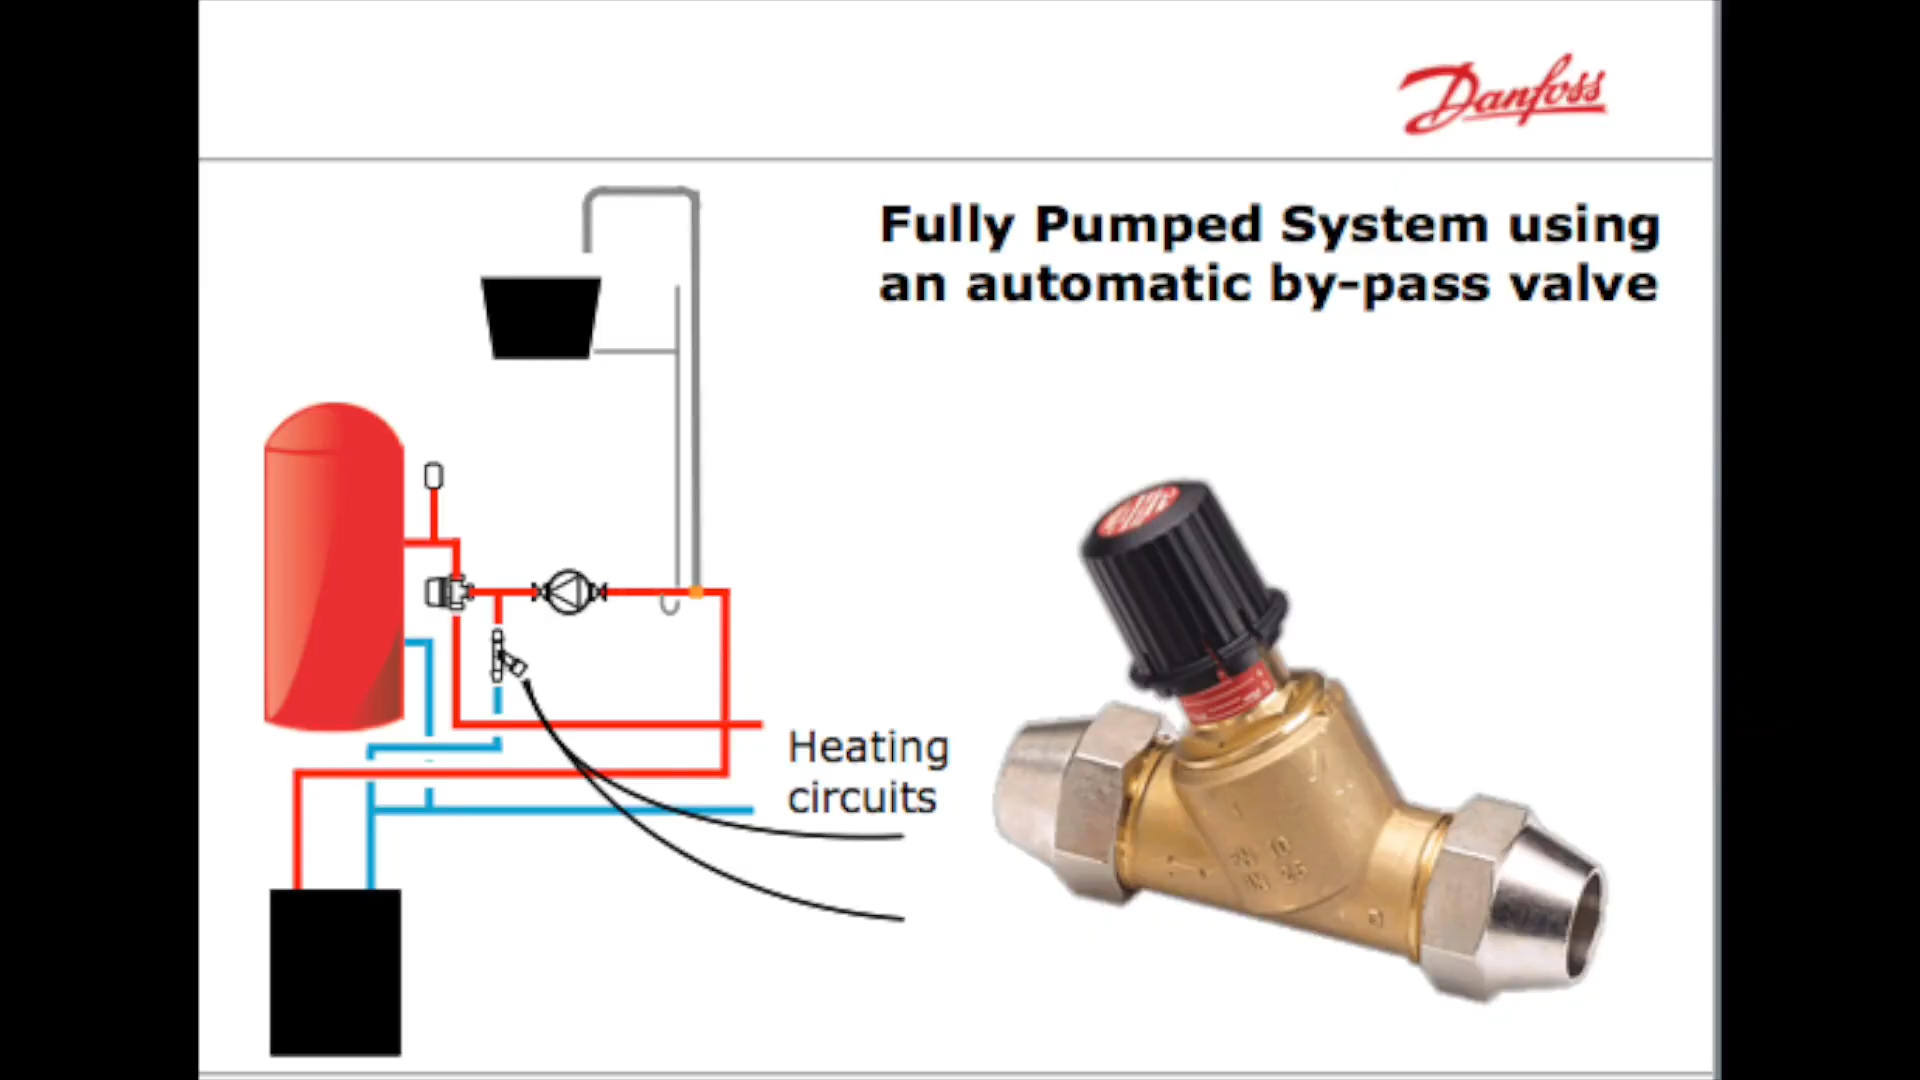 Danfoss
Fully Pumped System using
an automatic by-pass valve
Heating
circuits